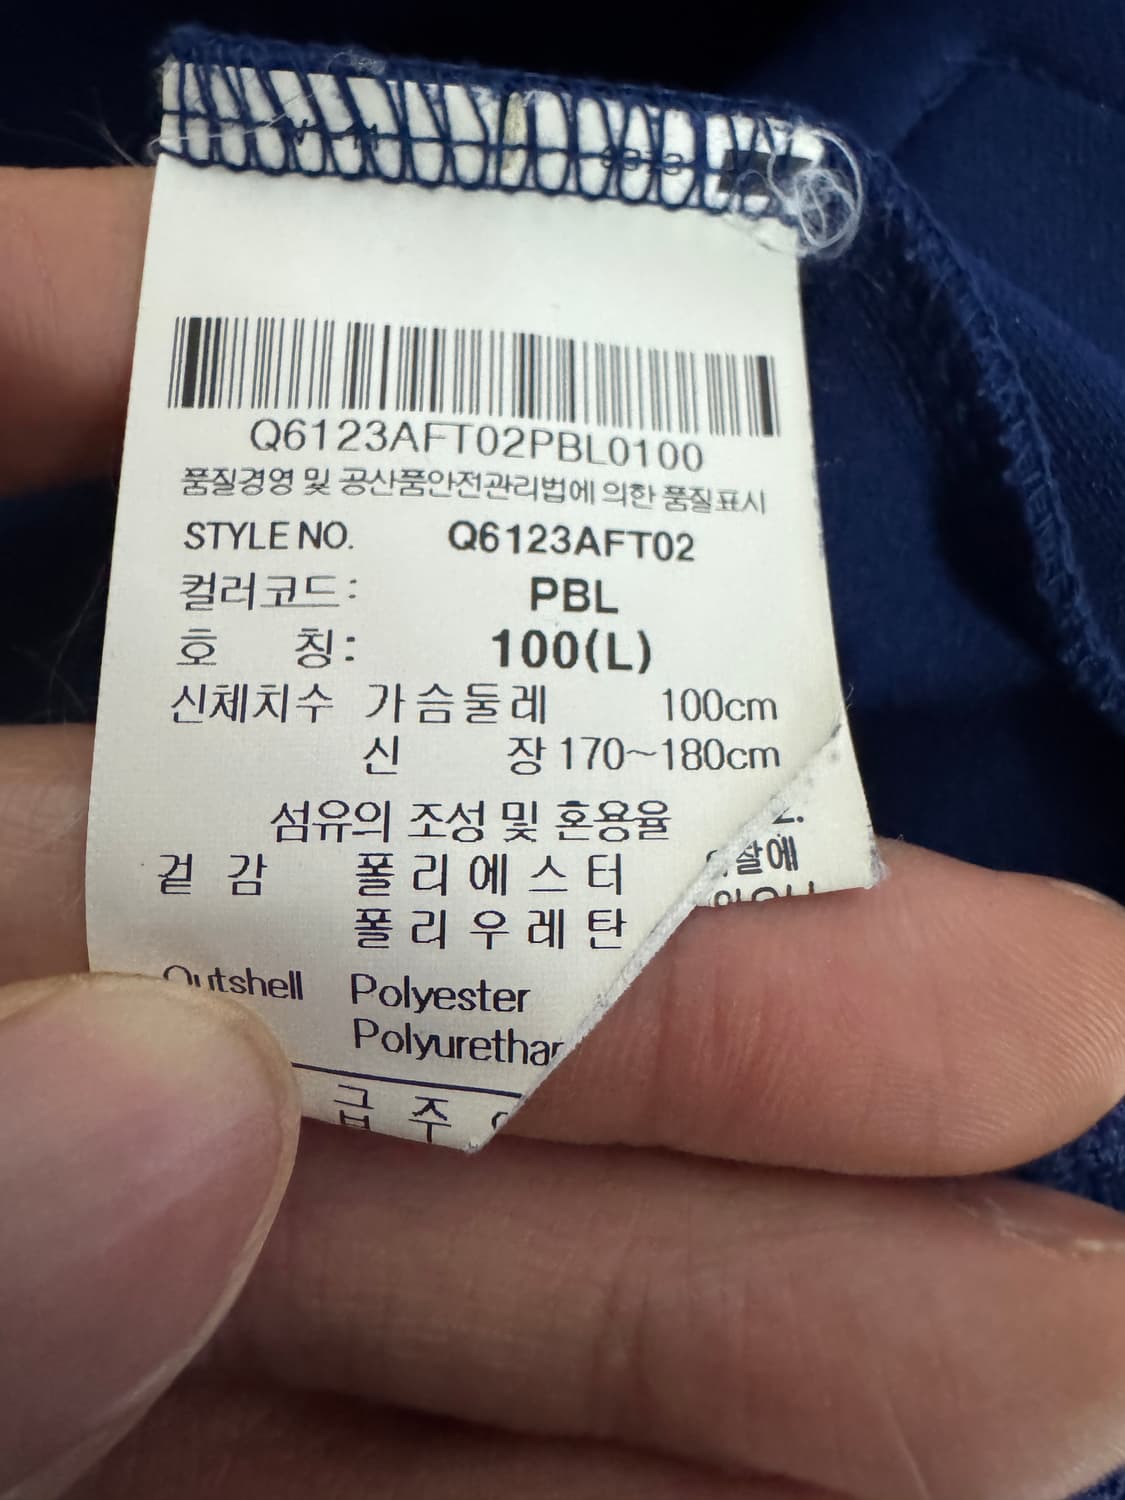 Q6123AFT02PBL0100
품질경영 및 공산품안전관리법에 의한 품질표시
STYLE NO. Q6123AFT02
컬러코드: PBL
호 칭: 100(L)
신체치수 가슴둘레 100cm
신 장 170~180cm
섬유의 조성 및 혼용율
겉 감 폴리에스터
폴리우레탄
Outshell Polyester